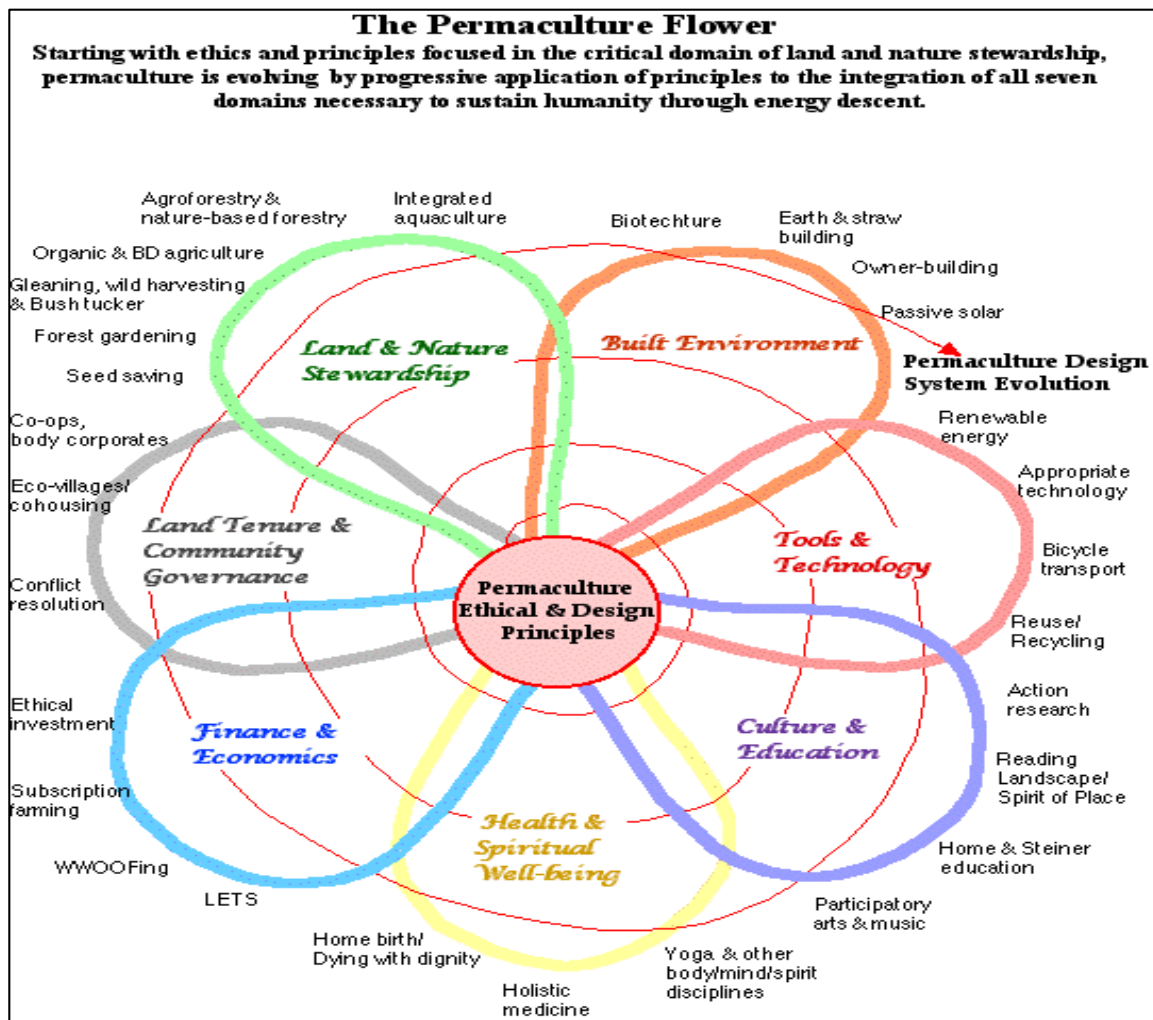 The Permaculture Flower
Starting with ethics and principles focused in the critical domain of land and nature stewardship,
permaculture is evolving by progressive application of principles to the integration of all seven
domains necessary to sustain humanity through energy descent.
Agroforestry &
nature-based forestry
Integrated
aquaculture
Biotechture
Earth & straw
building
Organic & BD agriculture
Owner-building
Gleaning, wild harvesting
& Bush tucker
Passive solar
Forest gardening
Land & Nature
Stewardship
Built Environment
Permaculture Design
System Evolution
Seed saving
Co-ops,
body corporates
Renewable
energy
Eco-villages/
cohousing
Appropriate
technology
Land Tenure &
Community
Governance
Tools &
Technology
Bicycle
transport
Conflict
resolution
Permaculture
Ethical & Design
Principles
Reuse/
Recycling
Ethical
investment
Finance &
Economics
Culture &
Education
Action
research
Subscription
farming
Reading
Landscape/
Spirit of Place
Health &
Spiritual
Well-being
WWOOFing
Home & Steiner
education
LETS
Participatory
arts & music
Home birth/
Dying with dignity
Yoga & other
body/mind/spirit
disciplines
Holistic
medicine